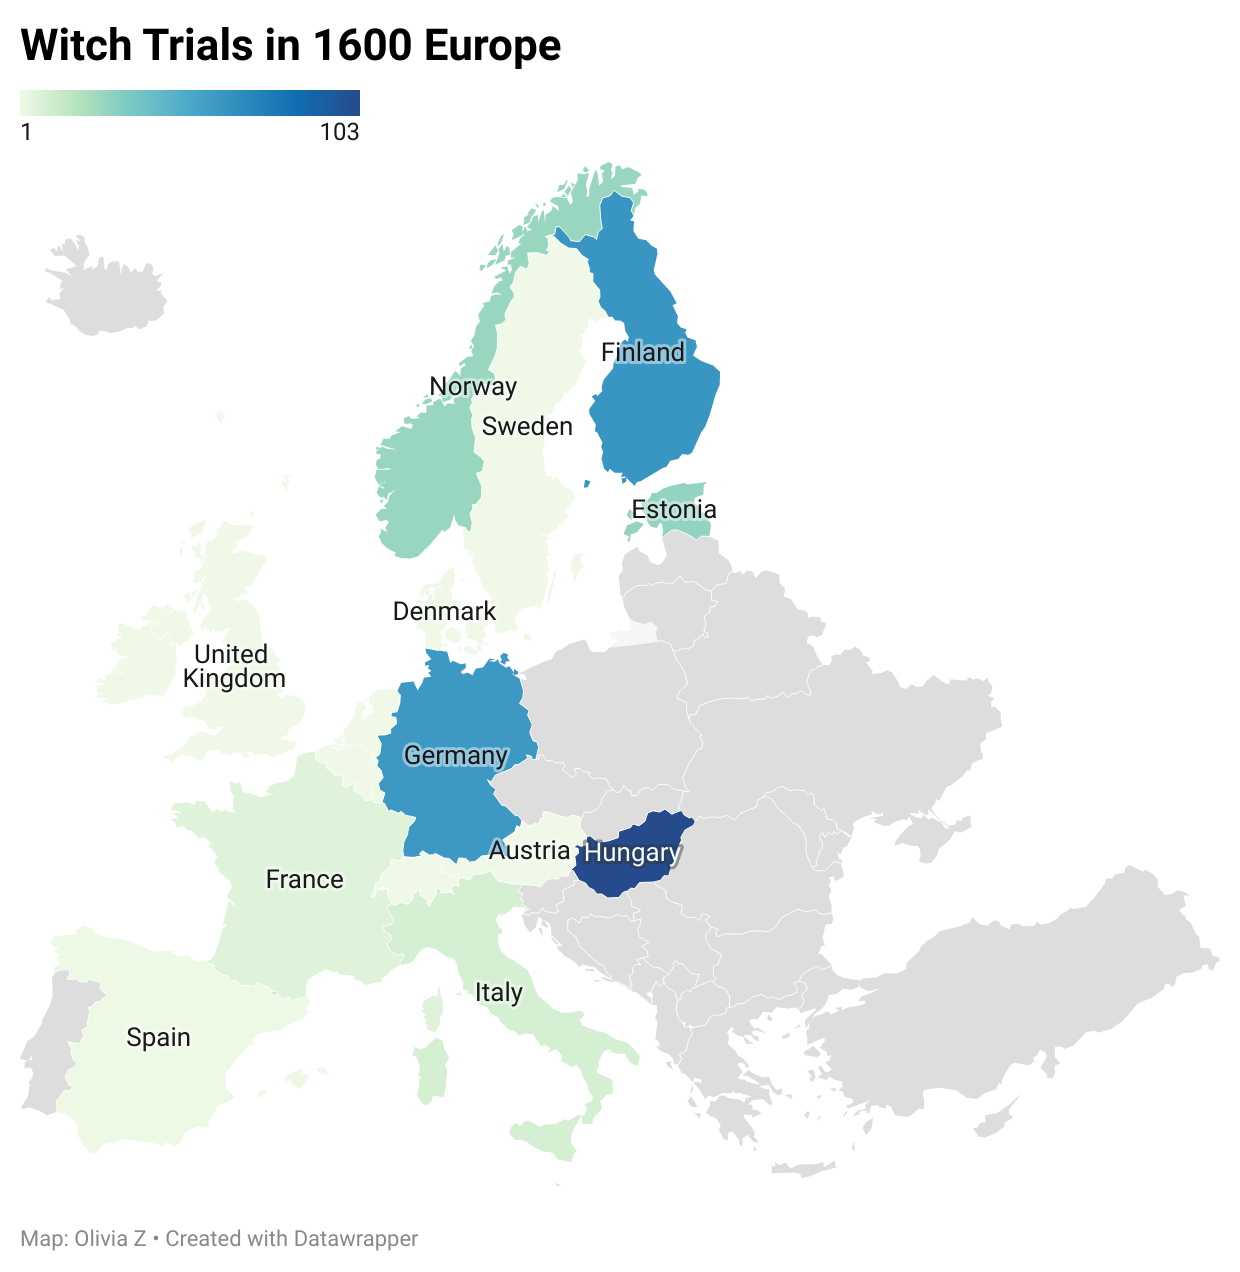 Witch Trials in 1600 Europe
1
103
Finland
Norway
Sweden
Estonia
Denmark
United
Kingdom
Germany
Austria
Hungary
France
Italy
Spain
Map: Olivia Z • Created with Datawrapper